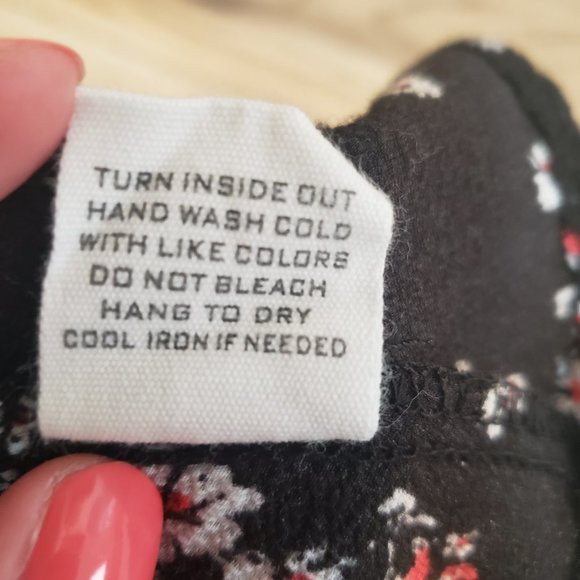 TURN INSIDE OUT
HAND WASH COLD
WITH LIKE COLORS
DO NOT BLEACH
HANG TO DRY
COOL IRON IF NEEDED